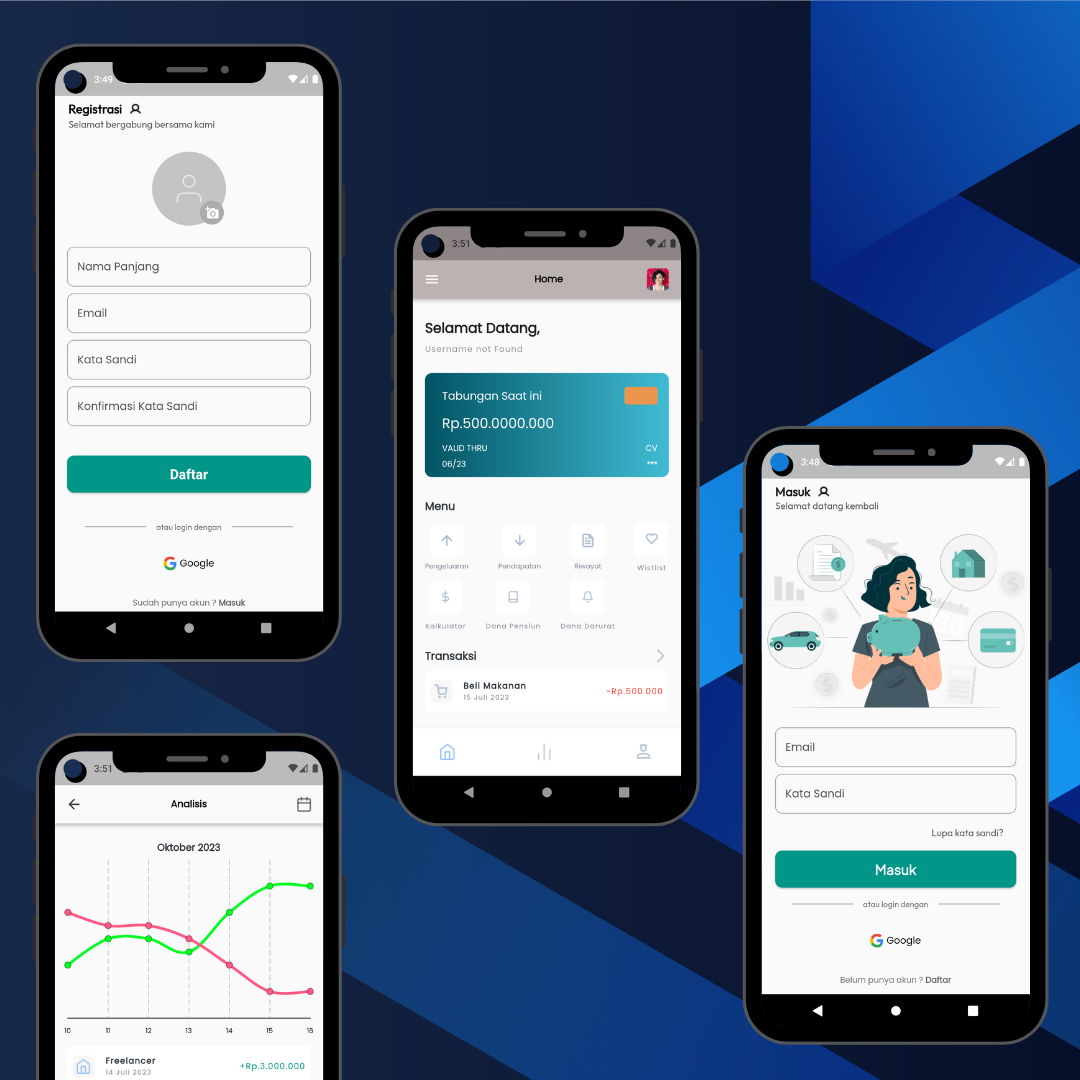 3:49
Registrasi
Selamat bergabung bersama kami
Nama Panjang
Email
Kata Sandi
Konfirmasi Kata Sandi
Daftar
atau login dengan
Google
Sudah punya akun ? Masuk
3:51
Home
Selamat Datang,
Username not Found
Tabungan Saat ini
Rp.500.0000.000
VALID THRU CV
06/23 ***
Menu
Pengeluaran Pendapatan Riwayat Wistlist
Kalkulator Dana Pensiun Dana Darurat
Transaksi
Beli Makanan
15 Juli 2023
-Rp.500.000
3:48
Masuk
Selamat datang kembali
Email
Kata Sandi
Lupa kata sandi?
Masuk
atau login dengan
Google
Belum punya akun ? Daftar
3:51
Analisis
Oktober 2023
10 11 12 13 14 15 16
Freelancer
14 Juli 2023
+Rp.3.000.000